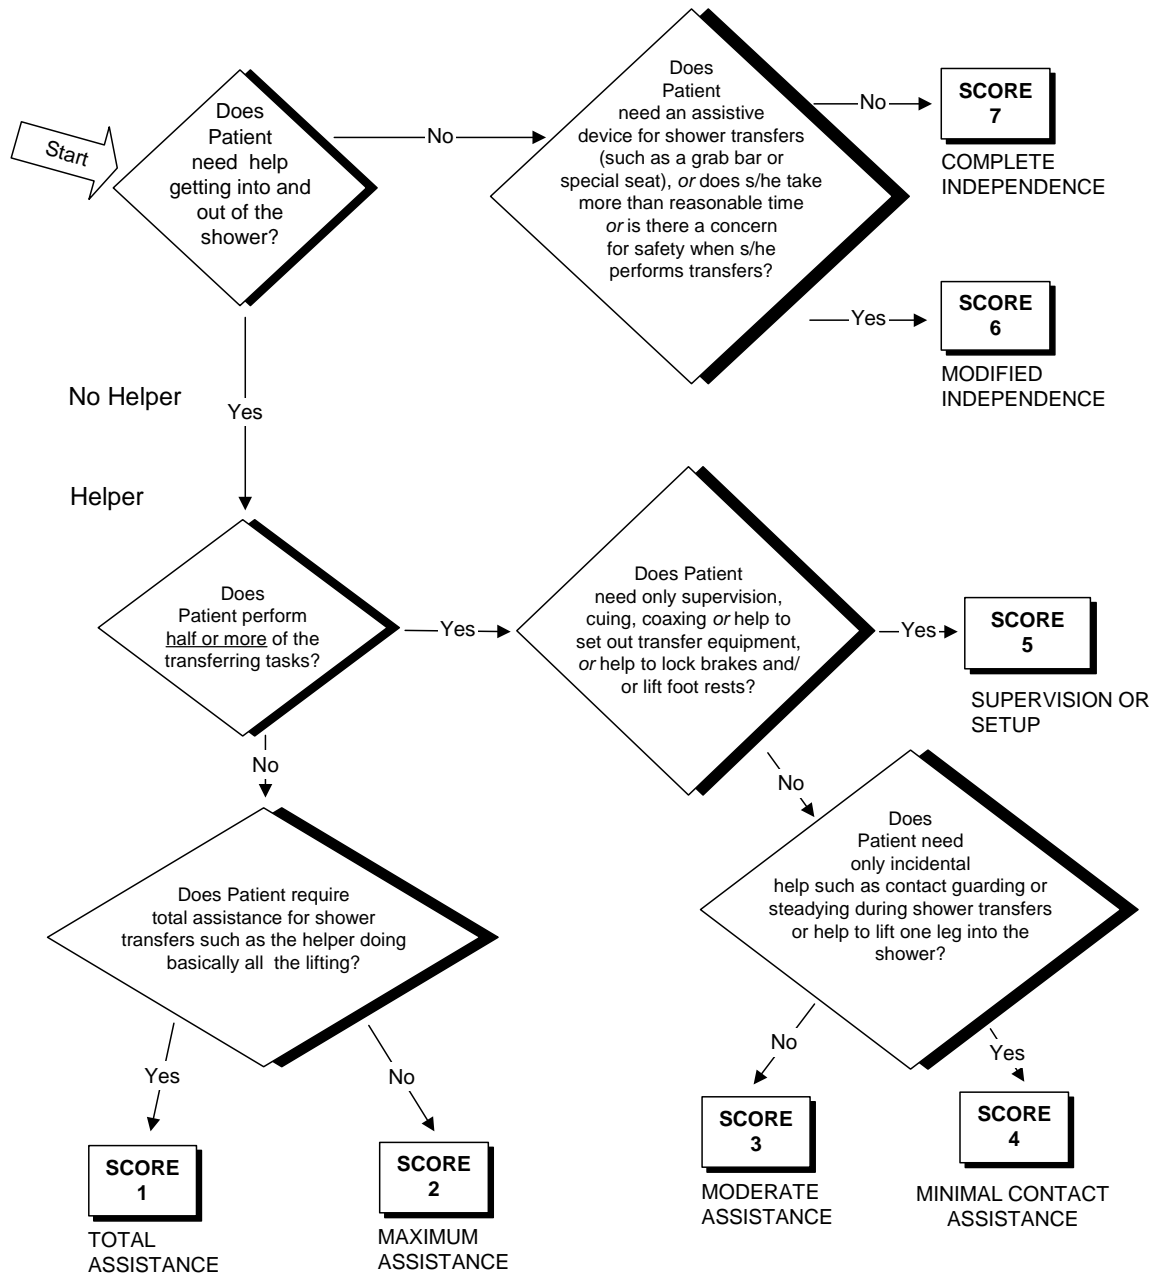 Start
Does
Patient
need help
getting into and
out of the
shower?
No
Does
Patient
need an assistive
device for shower transfers
(such as a grab bar or
special seat), or does s/he take
more than reasonable time
or is there a concern
for safety when s/he
performs transfers?
No
SCORE
7
COMPLETE
INDEPENDENCE
Yes
SCORE
6
MODIFIED
INDEPENDENCE
No Helper
Yes
Helper
Does
Patient perform
half or more of the
transferring tasks?
Yes
Does Patient
need only supervision,
cuing, coaxing or help to
set out transfer equipment,
or help to lock brakes and/
or lift foot rests?
Yes
SCORE
5
SUPERVISION OR
SETUP
No
No
Does Patient require
total assistance for shower
transfers such as the helper doing
basically all the lifting?
Does
Patient need
only incidental
help such as contact guarding or
steadying during shower transfers
or help to lift one leg into the
shower?
Yes
No
No
Yes
SCORE
1
TOTAL
ASSISTANCE
SCORE
2
MAXIMUM
ASSISTANCE
SCORE
3
MODERATE
ASSISTANCE
SCORE
4
MINIMAL CONTACT
ASSISTANCE